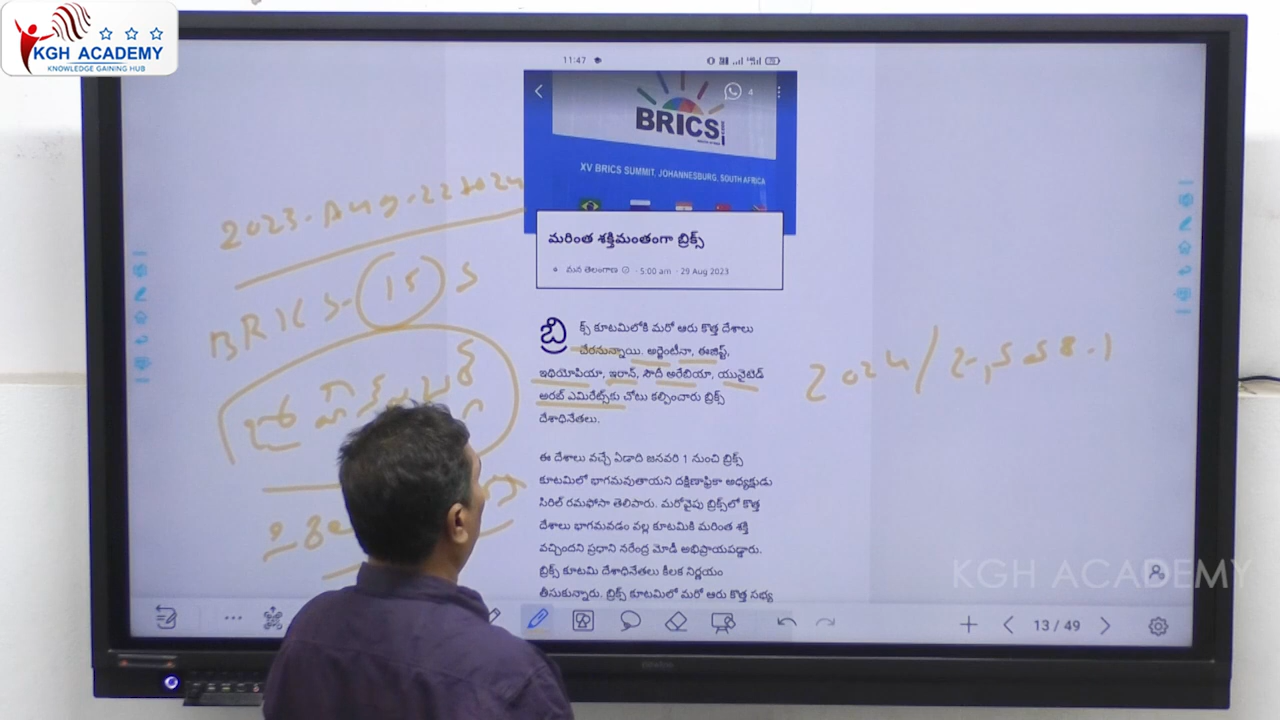 KGH ACADEMY
KNOWLEDGE GAINING HUB
11:47
4
BRICS
XV BRICS SUMMIT, JOHANNESBURG, SOUTH AFRICA
మరింత శక్తిమంతంగా బ్రిక్స్
మన తెలంగాణ · 5:00 am · 29 Aug 2023
బ్రిక్స్ కూటమిలోకి మరో ఆరు కొత్త దేశాలు
చేరనున్నాయి. అర్జెంటీనా, ఈజిప్ట్,
ఇథియోపియా, ఇరాన్, సౌదీ అరేబియా, యునైటెడ్
అరబ్ ఎమిరేట్స్‌కు చోటు కల్పించారు బ్రిక్స్
దేశాధినేతలు.
ఈ దేశాలు వచ్చే ఏడాది జనవరి 1 నుంచి బ్రిక్స్
కూటమిలో భాగమవుతాయని దక్షిణాఫ్రికా అధ్యక్షుడు
సిరిల్ రమఫోసా తెలిపారు. మరోవైపు బ్రిక్స్‌లో కొత్త
దేశాలు భాగమవడం వల్ల కూటమికి మరింత శక్తి
వచ్చిందని ప్రధాని నరేంద్ర మోడీ అభిప్రాయపడ్డారు.
బ్రిక్స్ కూటమి దేశాధినేతలు కీలక నిర్ణయం
తీసుకున్నారు. బ్రిక్స్ కూటమిలో మరో ఆరు కొత్త సభ్య
2023-Aug-22 to 24
BRICS-15 వ
2024/
KGH ACADEMY
13 / 49